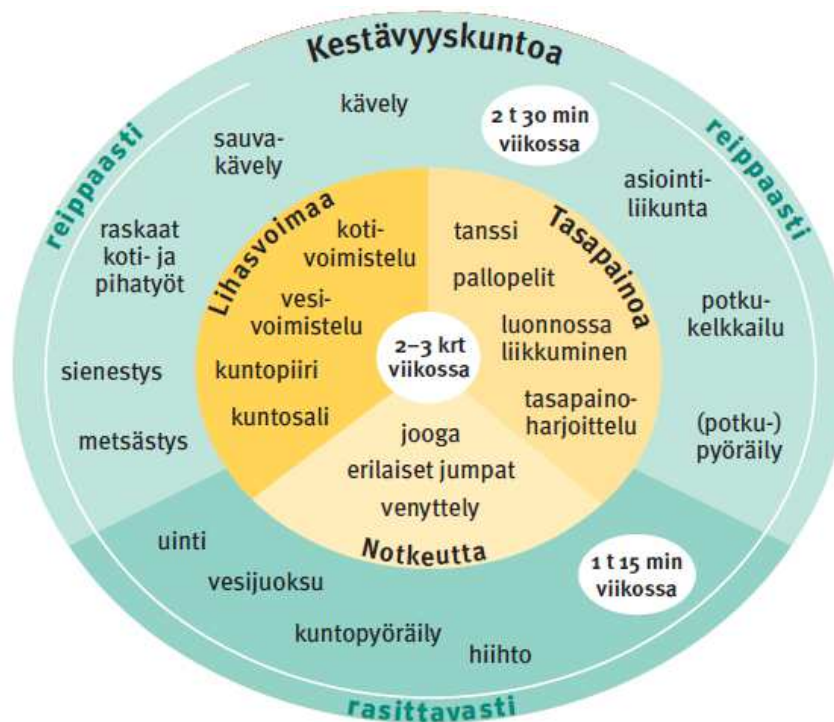 Kestävyyskuntoa
reippaasti
reippaasti
kävely
2 t 30 min
viikossa
sauva-
kävely
asiointi-
liikunta
raskaat
koti- ja
pihatyöt
potku-
kelkkailu
sienestys
metsästys
(potku-)
pyöräily
Lihasvoimaa
koti-
voimistelu
vesi-
voimistelu
kuntopiiri
kuntosali
Tasapainoa
tanssi
pallopelit
luonnossa
liikkuminen
tasapaino-
harjoittelu
2–3 krt
viikossa
jooga
erilaiset jumpat
venyttely
Notkeutta
uinti
vesijuoksu
kuntopyöräily
hiihto
1 t 15 min
viikossa
rasittavasti